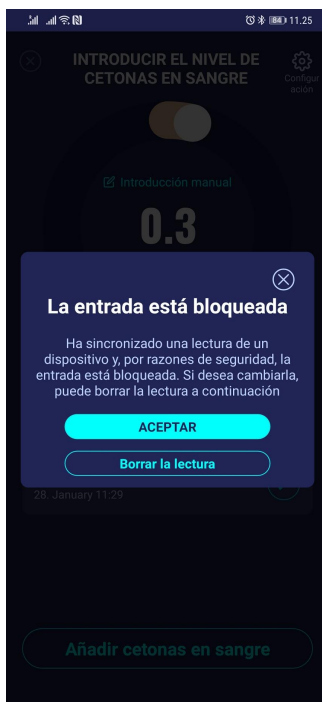 84 11.25
INTRODUCIR EL NIVEL DE
CETONAS EN SANGRE
Configur
ación
Introducción manual
0.3
La entrada está bloqueada
Ha sincronizado una lectura de un
dispositivo y, por razones de seguridad, la
entrada está bloqueada. Si desea cambiarla,
puede borrar la lectura a continuación
ACEPTAR
Borrar la lectura
28. January 11:29
Añadir cetonas en sangre